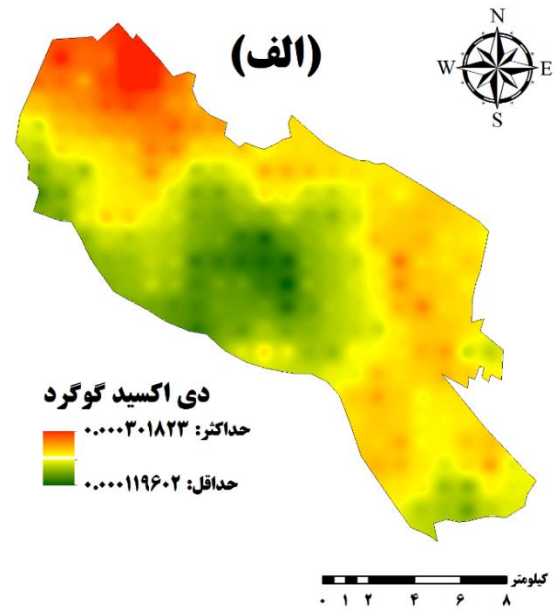 (الف)
N
W E
S
دی اکسید گوگرد
حداکثر: ۰.۰۰۰۳۰۱۸۲۳
حداقل: ۰.۰۰۰۱۱۹۶۰۲
کیلومتر
۰ ۱ ۲ ۴ ۶ ۸